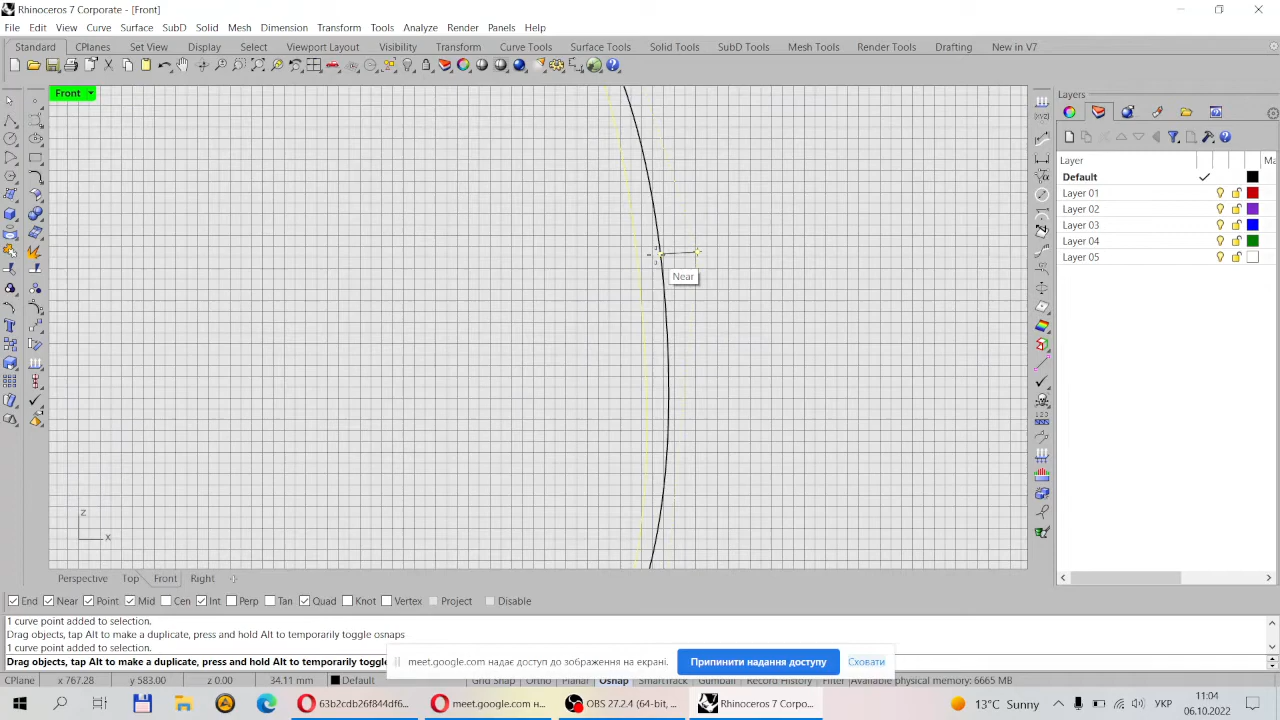 Rhinoceros 7 Corporate - [Front]
File Edit View Curve Surface SubD Solid Mesh Dimension Transform Tools Analyze Render Panels Help
Standard CPlanes Set View Display Select Viewport Layout Visibility Transform Curve Tools Surface Tools Solid Tools SubD Tools Mesh Tools Render Tools Drafting New in V7
Front
Layers
Layer Ma
Default
Layer 01
Layer 02
Layer 03
Layer 04
Layer 05
Near
z
x
Perspective Top Front Right
End Near Point Mid Cen Int Perp Tan Quad Knot Vertex Project Disable
1 curve point added to selection.
Drag objects, tap Alt to make a duplicate, press and hold Alt to temporarily toggle osnaps
1 curve point added to selection.
Drag objects, tap Alt to make a duplicate, press and hold Alt to temporarily toggle
meet.google.com надає доступ до зображення на екрані. Припинити надання доступу Сховати
CPlane x 767.28 y 583.00 z 0.00 34.11 mm Default Grid Snap Ortho Planar Osnap SmartTrack Gumball Record History Filter Available physical memory: 6665 MB
63b2cdb26f844df6... meet.google.com н... OBS 27.2.4 (64-bit, ... Rhinoceros 7 Corpo... 13°C Sunny УКР 11:04
06.10.2022